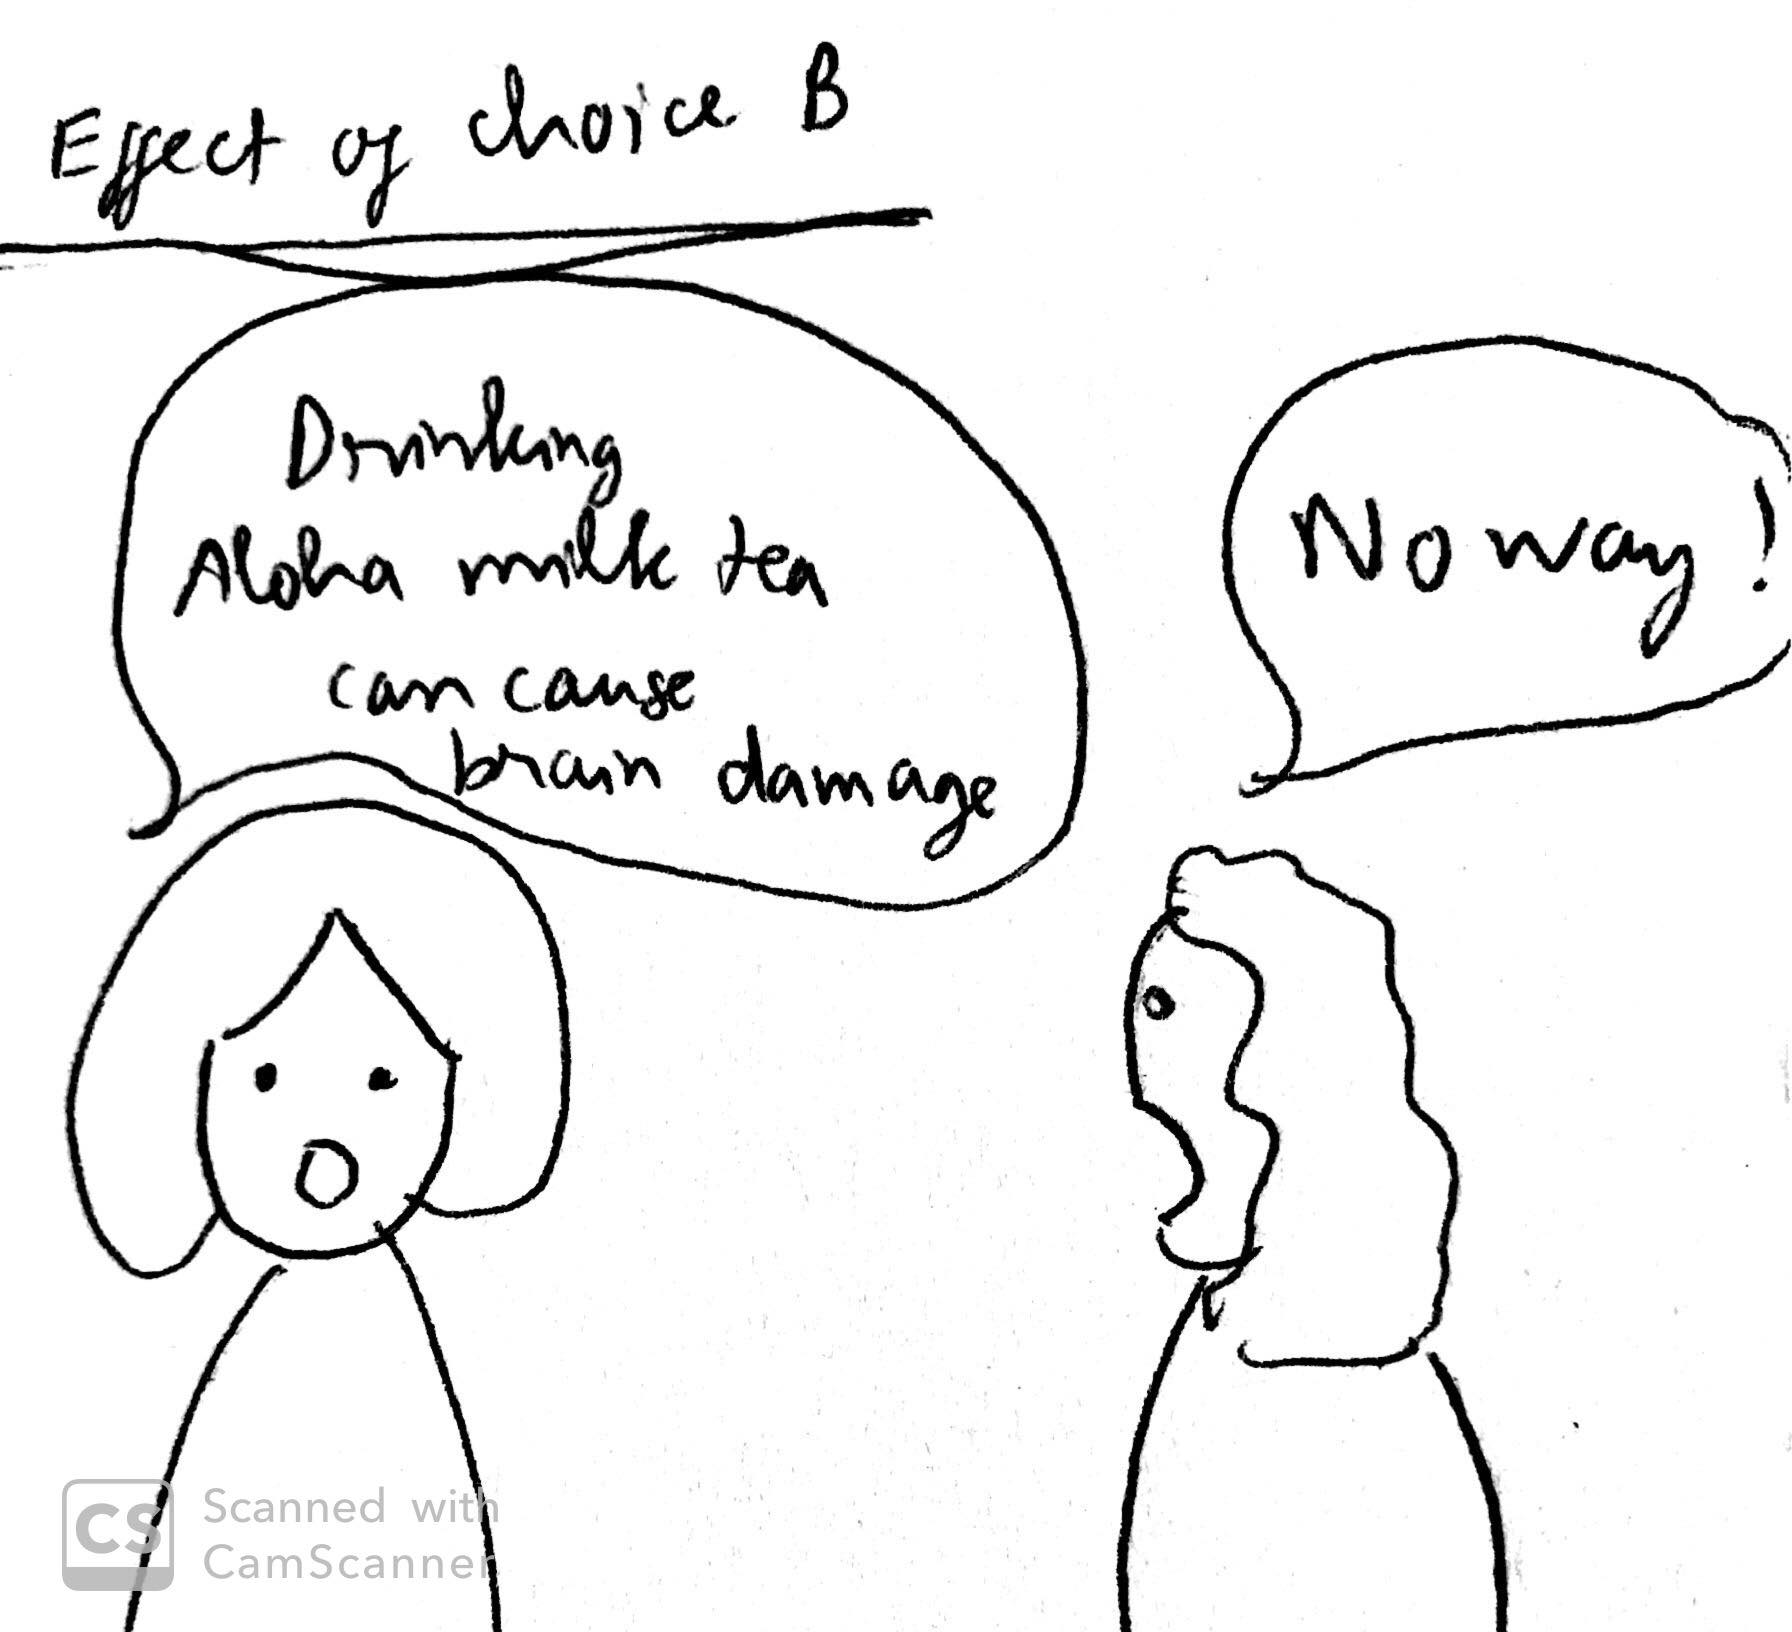 Effect of choice B
Drinking
Aloha milk tea
can cause
brain damage
No way!
CS
Scanned with
CamScanner